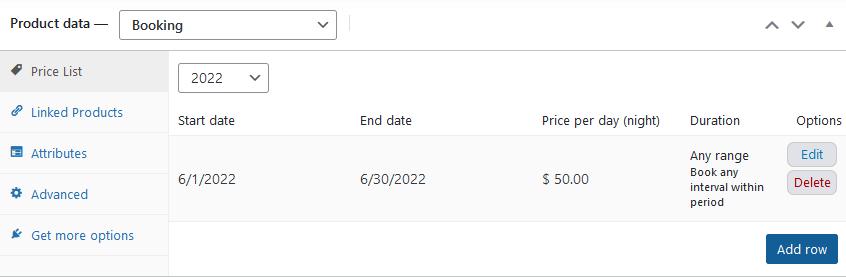 Product data — Booking
Price List
Linked Products
Attributes
Advanced
Get more options
2022
Start date End date Price per day (night) Duration Options
6/1/2022 6/30/2022 $ 50.00 Any range
Book any
interval within
period
Edit
Delete
Add row